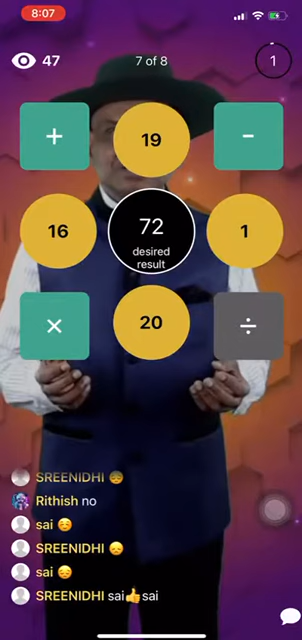 8:07
47
7 of 8
1
+
19
-
16
72
desired
result
1
×
20
÷
SREENIDHI 😴
Rithish no
sai ☺️
SREENIDHI 😞
sai 😔
SREENIDHI sai👍sai